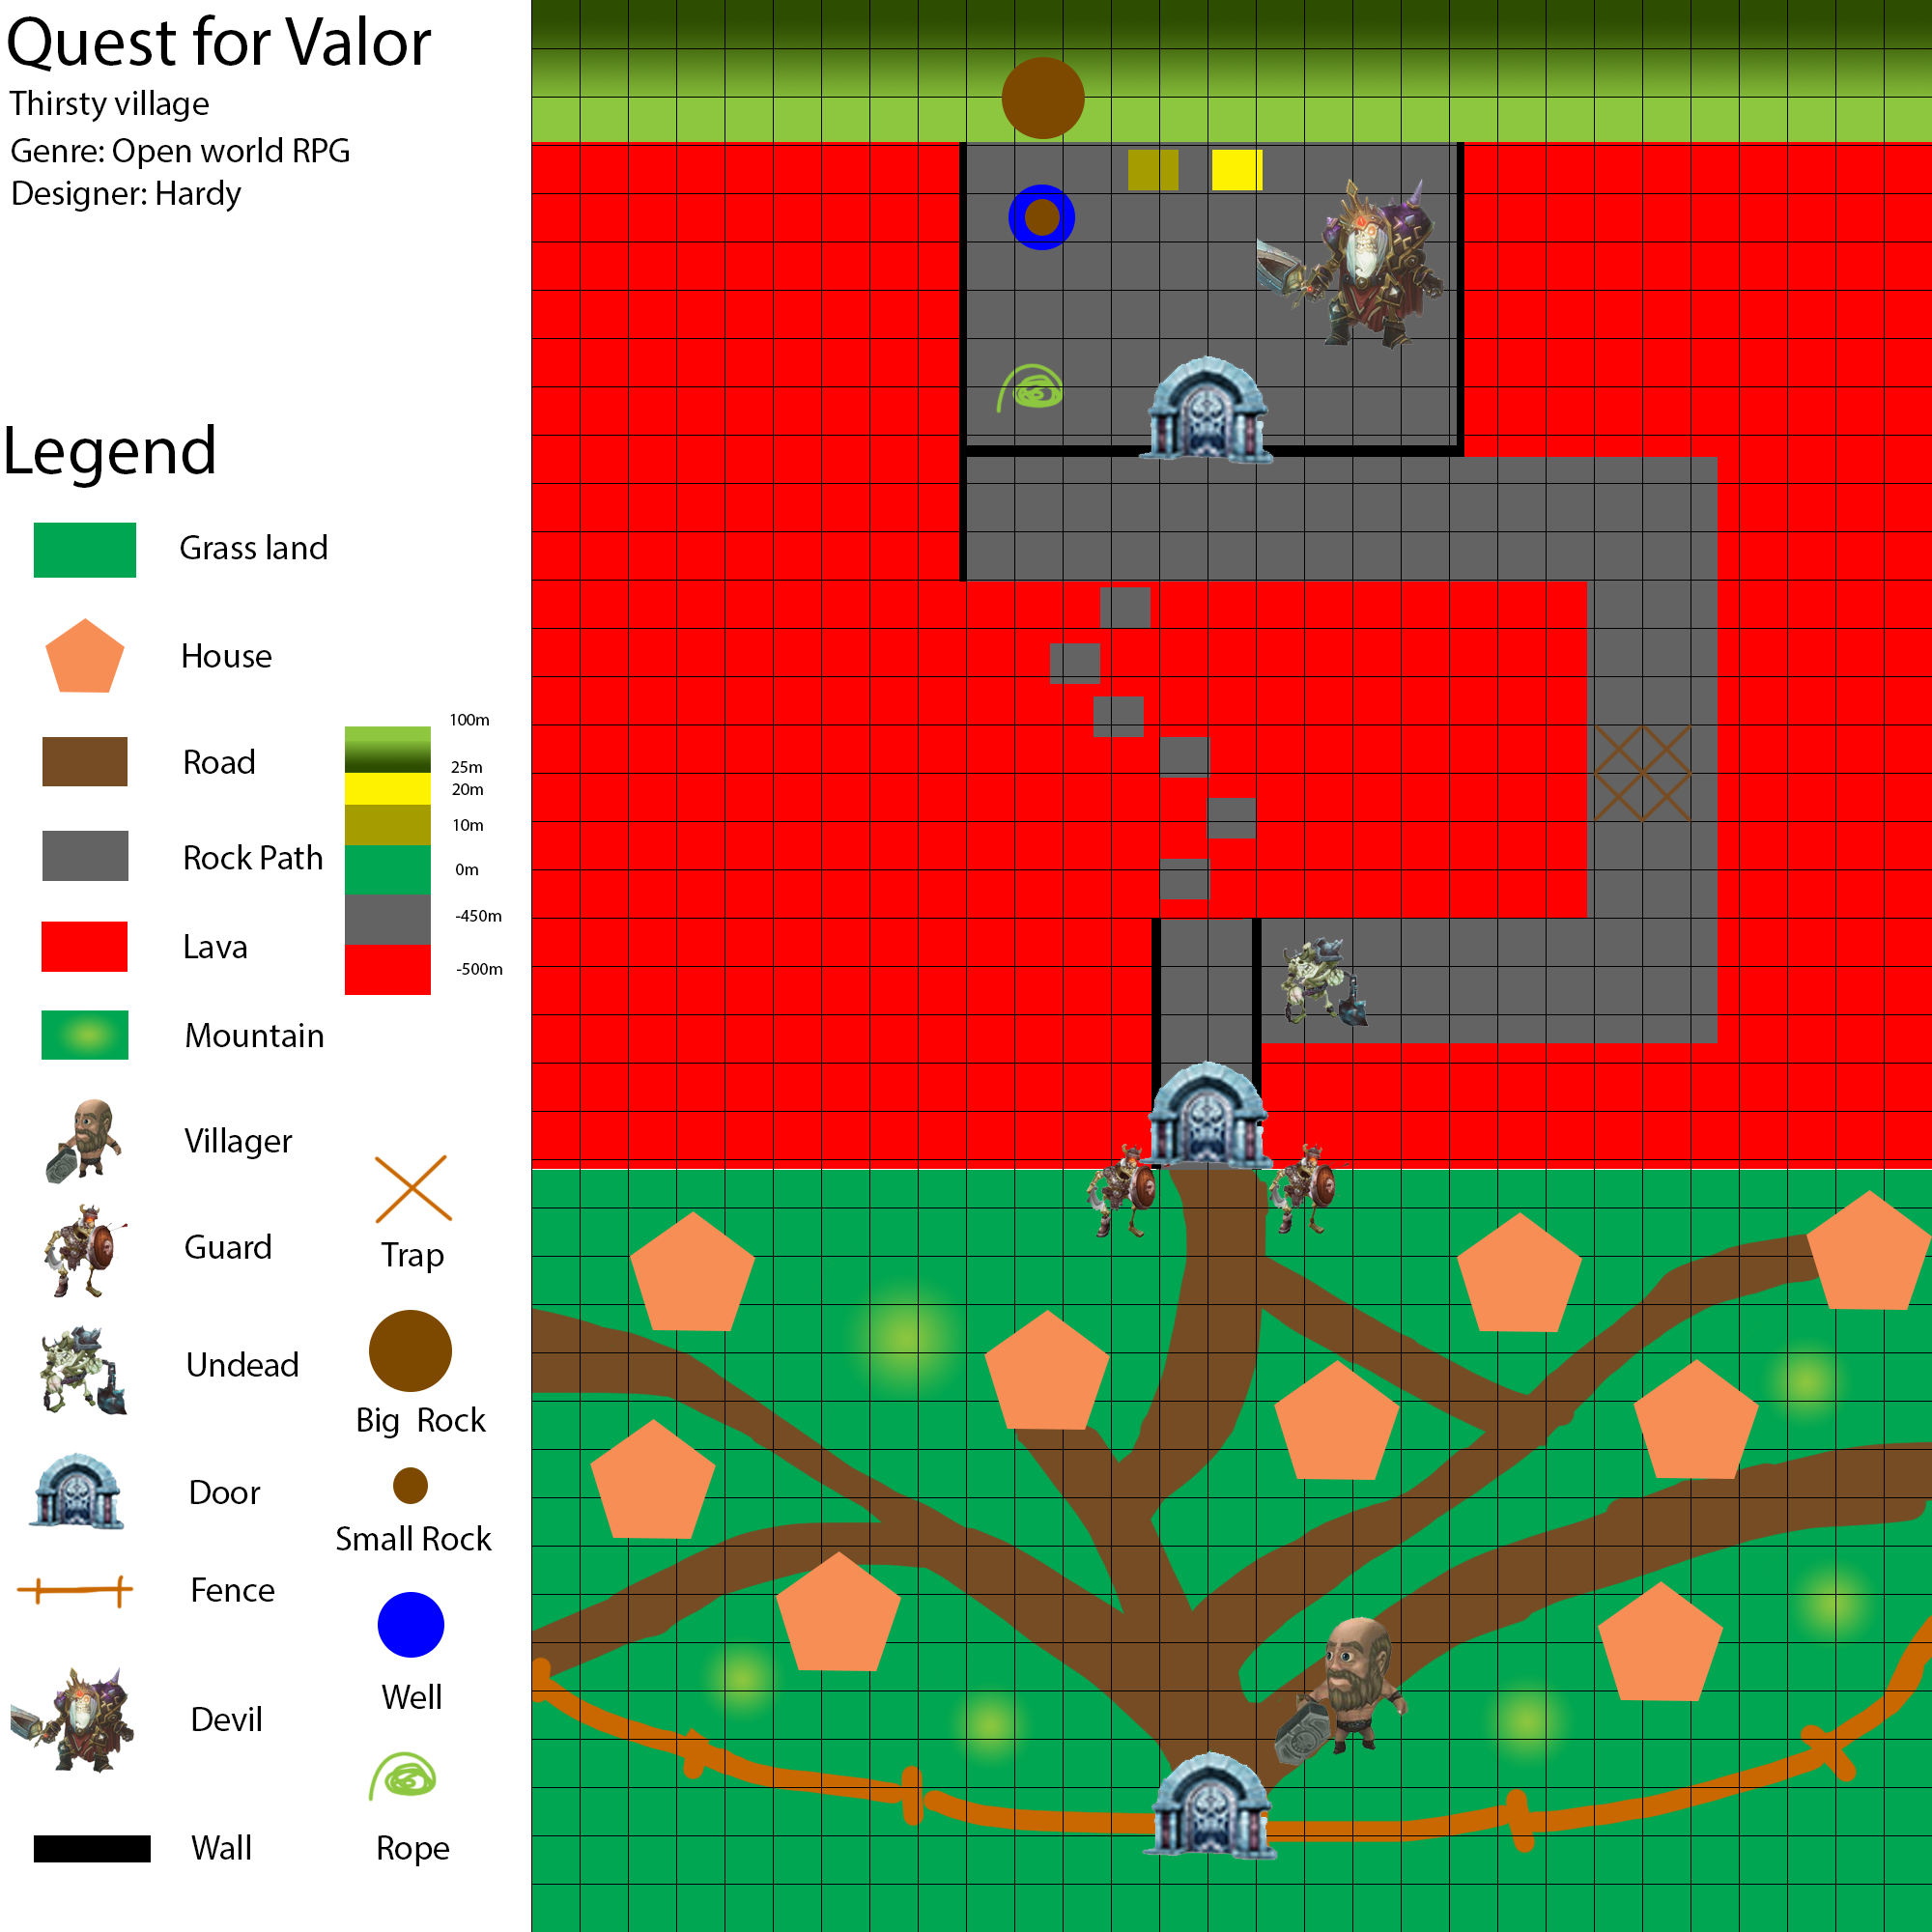 Quest for Valor
Thirsty village
Genre: Open world RPG
Designer: Hardy
Legend
Grass land
House
Road
Rock Path
Lava
Mountain
Villager
Guard
Undead
Door
Fence
Devil
Wall
100m
25m
20m
10m
0m
-450m
-500m
Trap
Big Rock
Small Rock
Well
Rope